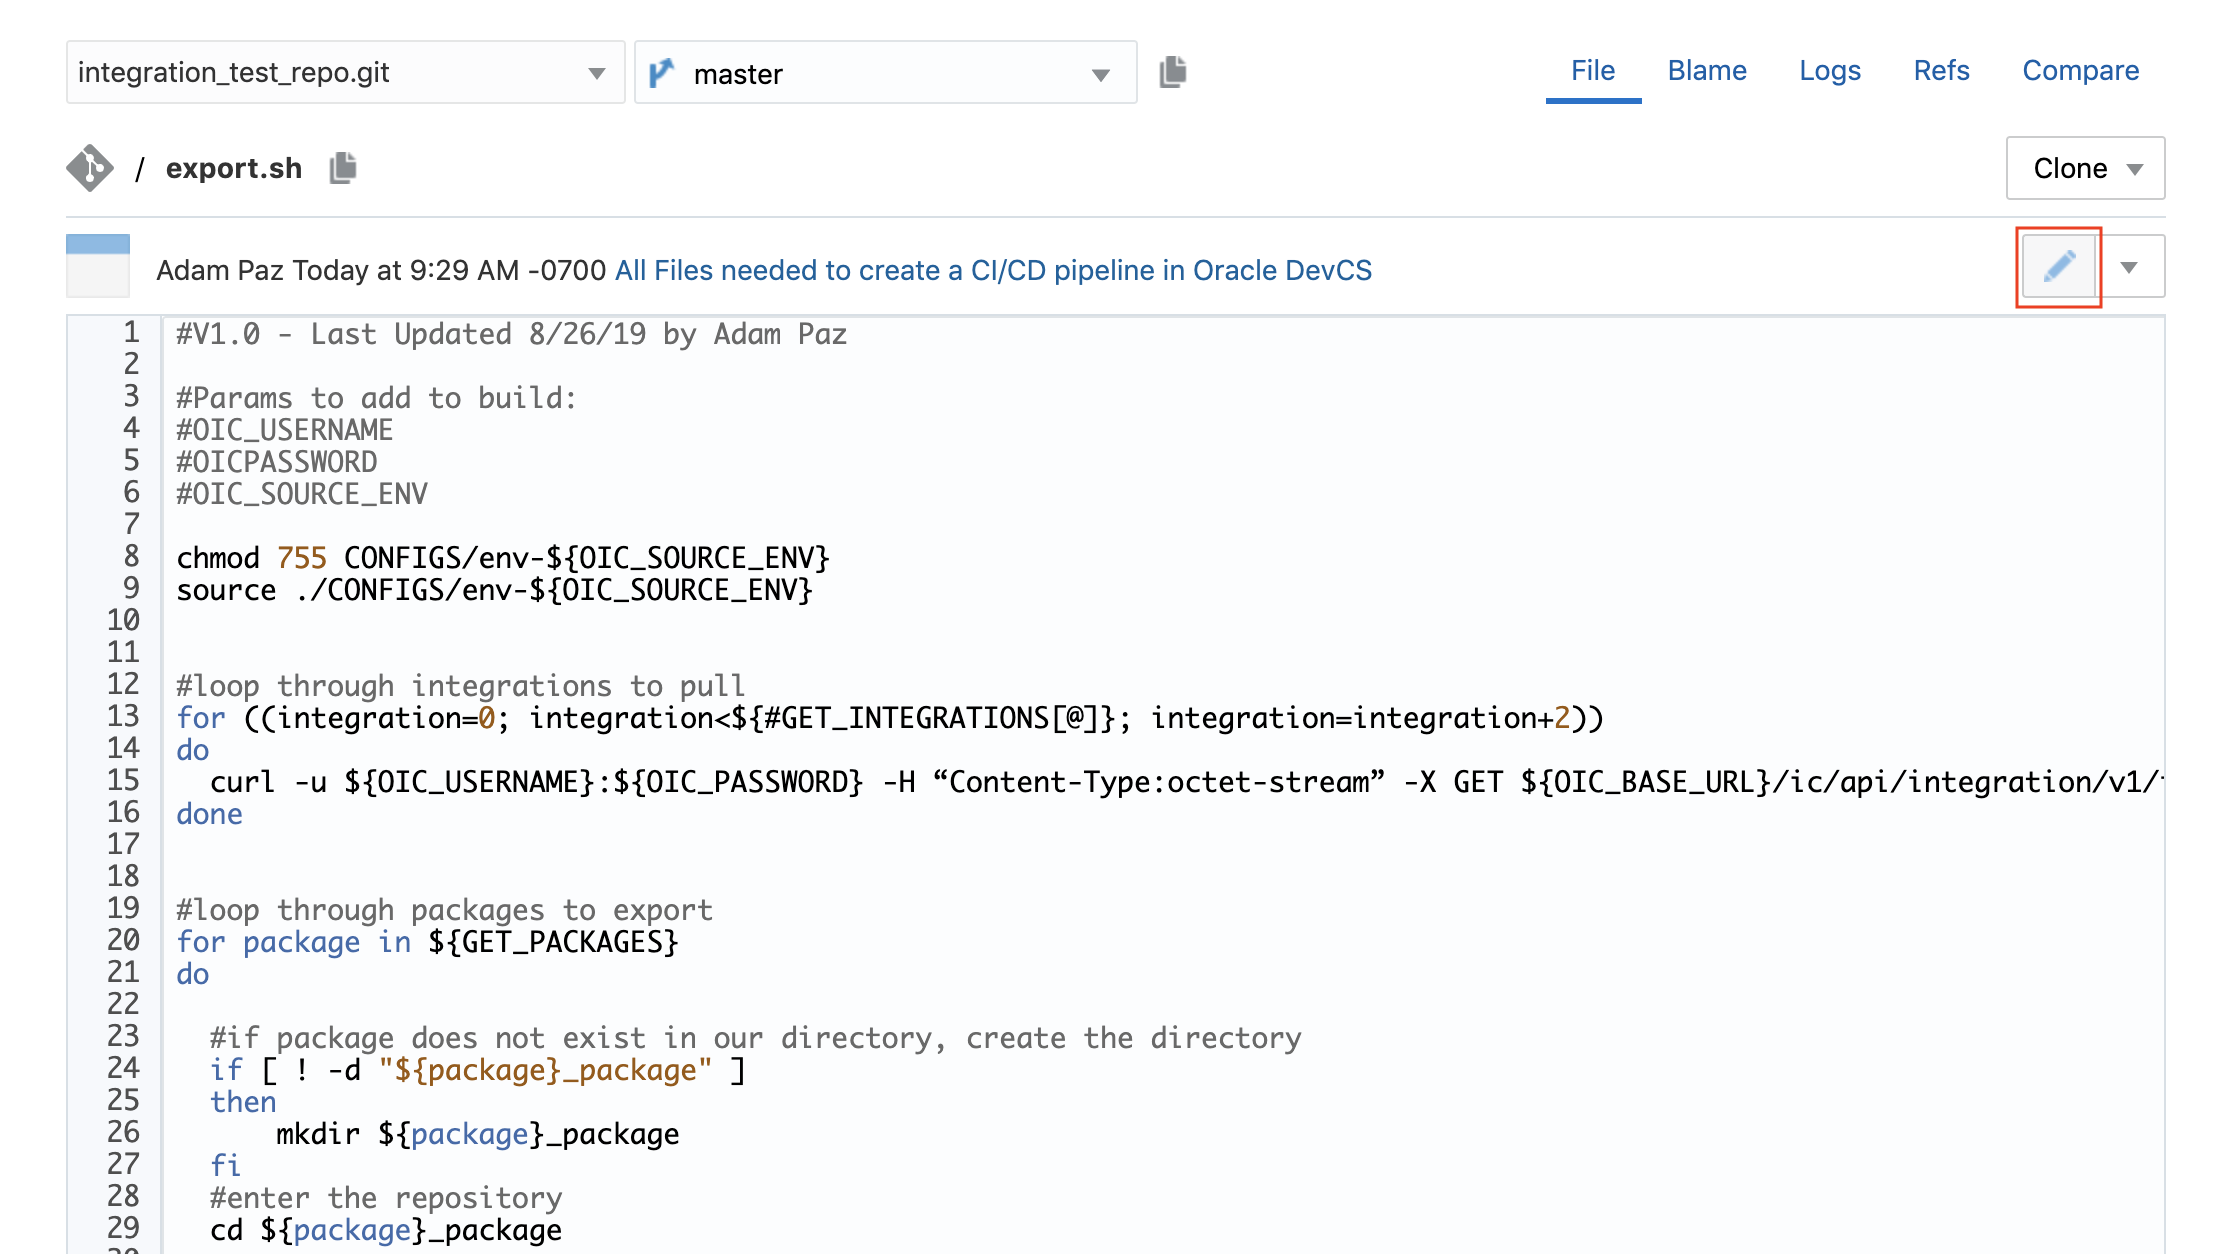 integration_test_repo.git master File Blame Logs Refs Compare
/ export.sh Clone
Adam Paz Today at 9:29 AM -0700 All Files needed to create a CI/CD pipeline in Oracle DevCS
1 #V1.0 - Last Updated 8/26/19 by Adam Paz
2
3 #Params to add to build:
4 #OIC_USERNAME
5 #OICPASSWORD
6 #OIC_SOURCE_ENV
7
8 chmod 755 CONFIGS/env-${OIC_SOURCE_ENV}
9 source ./CONFIGS/env-${OIC_SOURCE_ENV}
10
11
12 #loop through integrations to pull
13 for ((integration=0; integration<${#GET_INTEGRATIONS[@]}; integration=integration+2))
14 do
15   curl -u ${OIC_USERNAME}:${OIC_PASSWORD} -H “Content-Type:octet-stream” -X GET ${OIC_BASE_URL}/ic/api/integration/v1/
16 done
17
18
19 #loop through packages to export
20 for package in ${GET_PACKAGES}
21 do
22
23   #if package does not exist in our directory, create the directory
24   if [ ! -d "${package}_package" ]
25   then
26       mkdir ${package}_package
27   fi
28   #enter the repository
29   cd ${package}_package